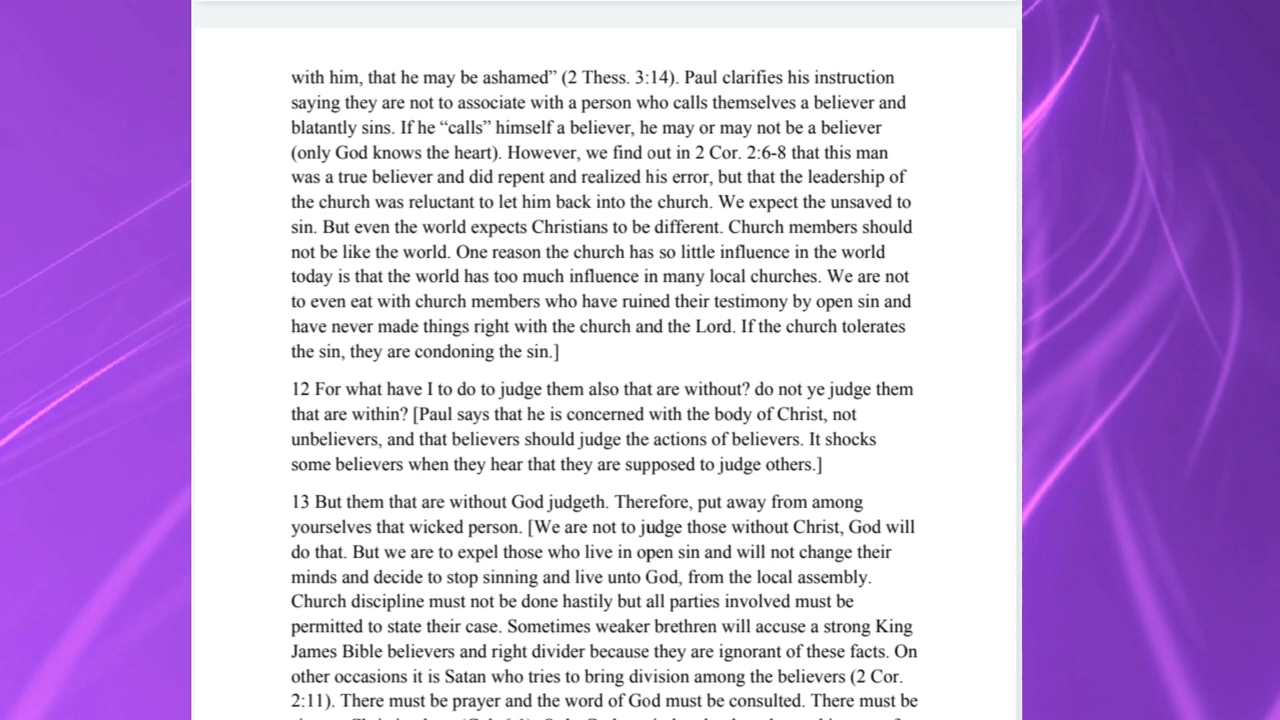 with him, that he may be ashamed” (2 Thess. 3:14). Paul clarifies his instruction
saying they are not to associate with a person who calls themselves a believer and
blatantly sins. If he “calls” himself a believer, he may or may not be a believer
(only God knows the heart). However, we find out in 2 Cor. 2:6-8 that this man
was a true believer and did repent and realized his error, but that the leadership of
the church was reluctant to let him back into the church. We expect the unsaved to
sin. But even the world expects Christians to be different. Church members should
not be like the world. One reason the church has so little influence in the world
today is that the world has too much influence in many local churches. We are not
to even eat with church members who have ruined their testimony by open sin and
have never made things right with the church and the Lord. If the church tolerates
the sin, they are condoning the sin.]
12 For what have I to do to judge them also that are without? do not ye judge them
that are within? [Paul says that he is concerned with the body of Christ, not
unbelievers, and that believers should judge the actions of believers. It shocks
some believers when they hear that they are supposed to judge others.]
13 But them that are without God judgeth. Therefore, put away from among
yourselves that wicked person. [We are not to judge those without Christ, God will
do that. But we are to expel those who live in open sin and will not change their
minds and decide to stop sinning and live unto God, from the local assembly.
Church discipline must not be done hastily but all parties involved must be
permitted to state their case. Sometimes weaker brethren will accuse a strong King
James Bible believers and right divider because they are ignorant of these facts. On
other occasions it is Satan who tries to bring division among the believers (2 Cor.
2:11). There must be prayer and the word of God must be consulted. There must be